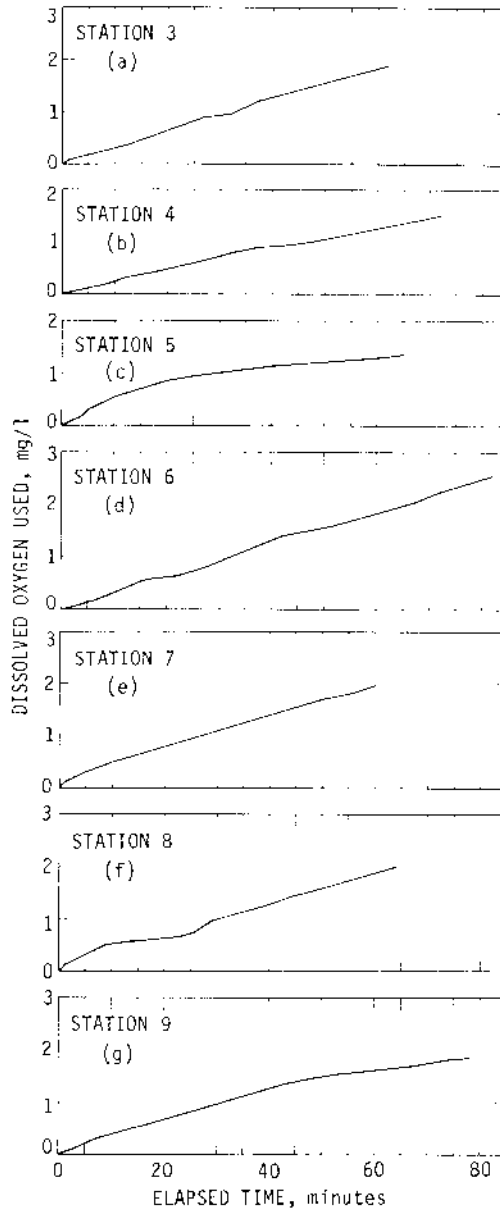 3
STATION 3
(a)
2
1
0
2
STATION 4
(b)
1
0
2
STATION 5
(c)
1
0
3
STATION 6
(d)
2
1
0
3
STATION 7
(e)
2
1
0
3
STATION 8
(f)
2
1
0
3
STATION 9
(g)
2
1
0
0 20 40 60 80
ELAPSED TIME, minutes
DISSOLVED OXYGEN USED, mg/l